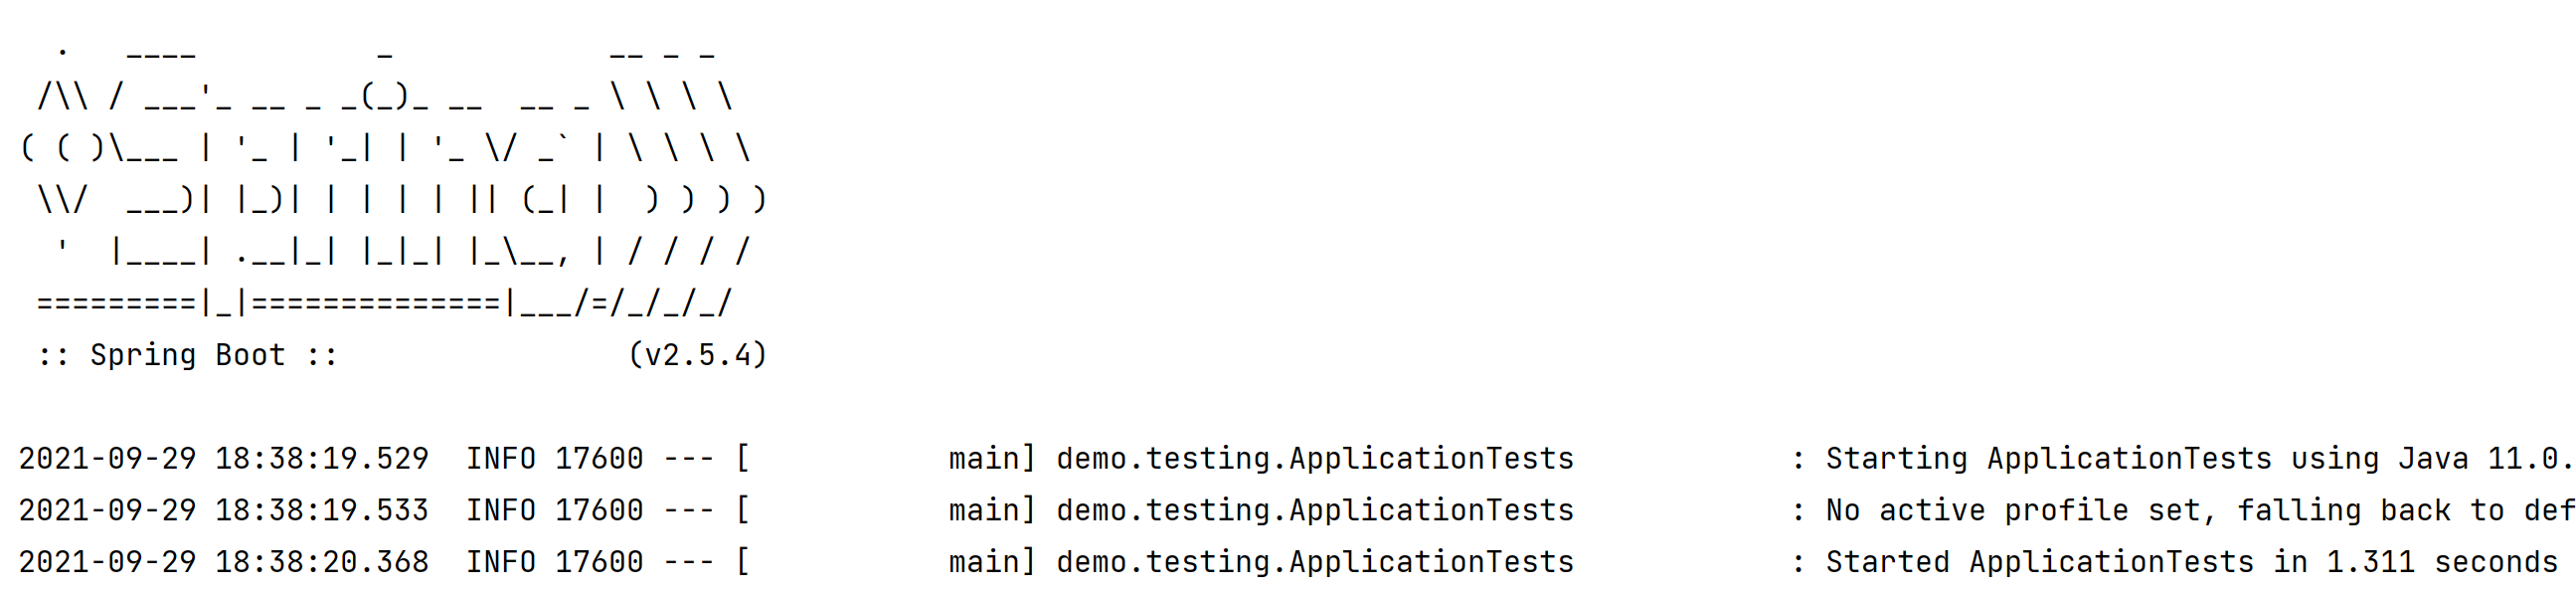 .   ____          _            __ _ _
 /\\ / ___'_ __ _ _(_)_ __  __ _ \ \ \ \
( ( )\___ | '_ | '_| | '_ \/ _` | \ \ \ \
 \\/  ___)| |_)| | | | | || (_| |  ) ) ) )
  '  |____| .__|_| |_|_| |_\__, | / / / /
 =========|_|==============|___/=/_/_/_/
 :: Spring Boot ::                (v2.5.4)
2021-09-29 18:38:19.529  INFO 17600 --- [           main] demo.testing.ApplicationTests            : Starting ApplicationTests using Java 11.0.
2021-09-29 18:38:19.533  INFO 17600 --- [           main] demo.testing.ApplicationTests            : No active profile set, falling back to def
2021-09-29 18:38:20.368  INFO 17600 --- [           main] demo.testing.ApplicationTests            : Started ApplicationTests in 1.311 seconds